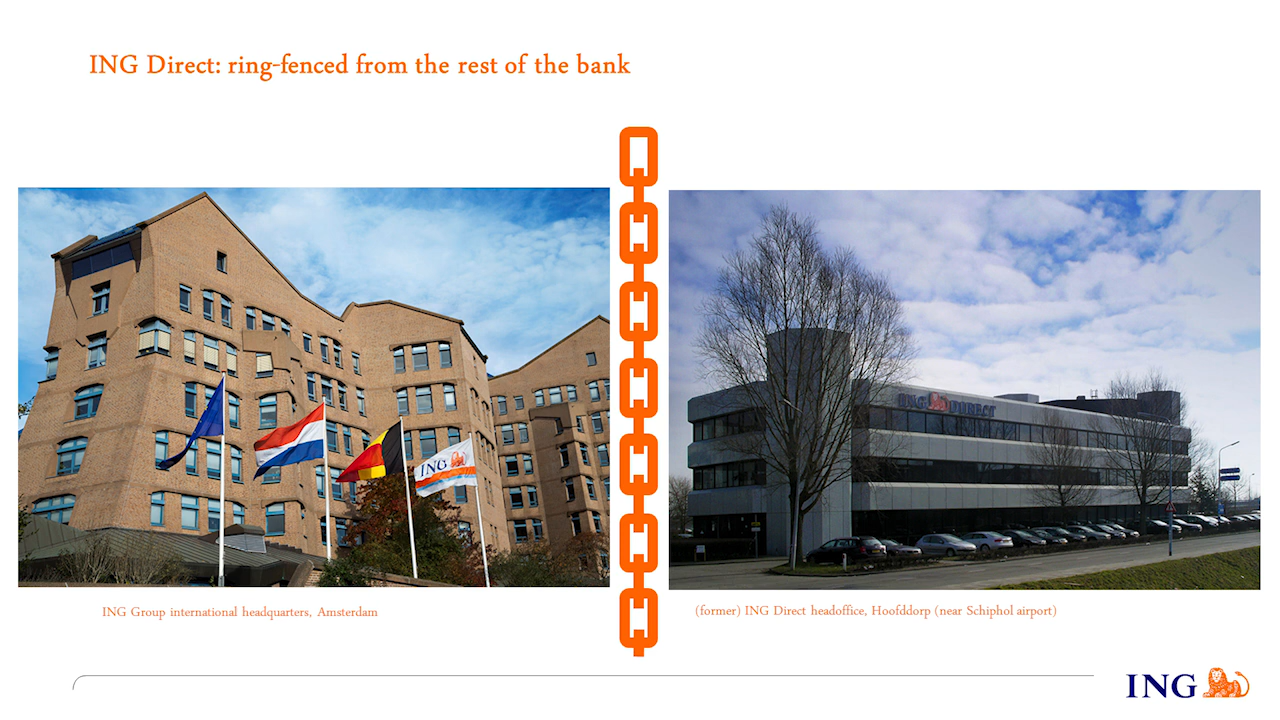 ING Direct: ring-fenced from the rest of the bank
ING
ING DIRECT
ING Group international headquarters, Amsterdam
(former) ING Direct headoffice, Hoofddorp (near Schiphol airport)
ING